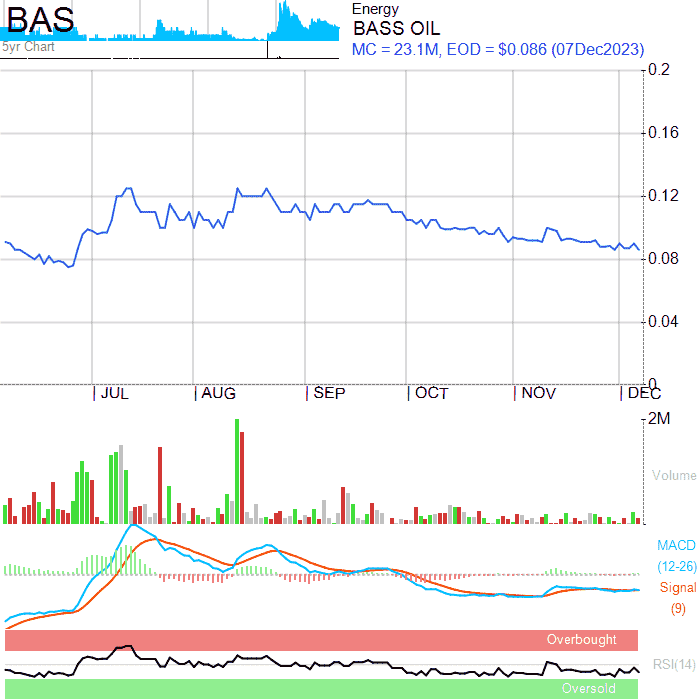 BAS
5yr Chart
Energy
BASS OIL
MC = 23.1M, EOD = $0.086 (07Dec2023)
0.2
0.16
0.12
0.08
0.04
0
JUL AUG SEP OCT NOV DEC
2M
Volume
MACD
(12-26)
Signal
(9)
Overbought
RSI(14)
Oversold